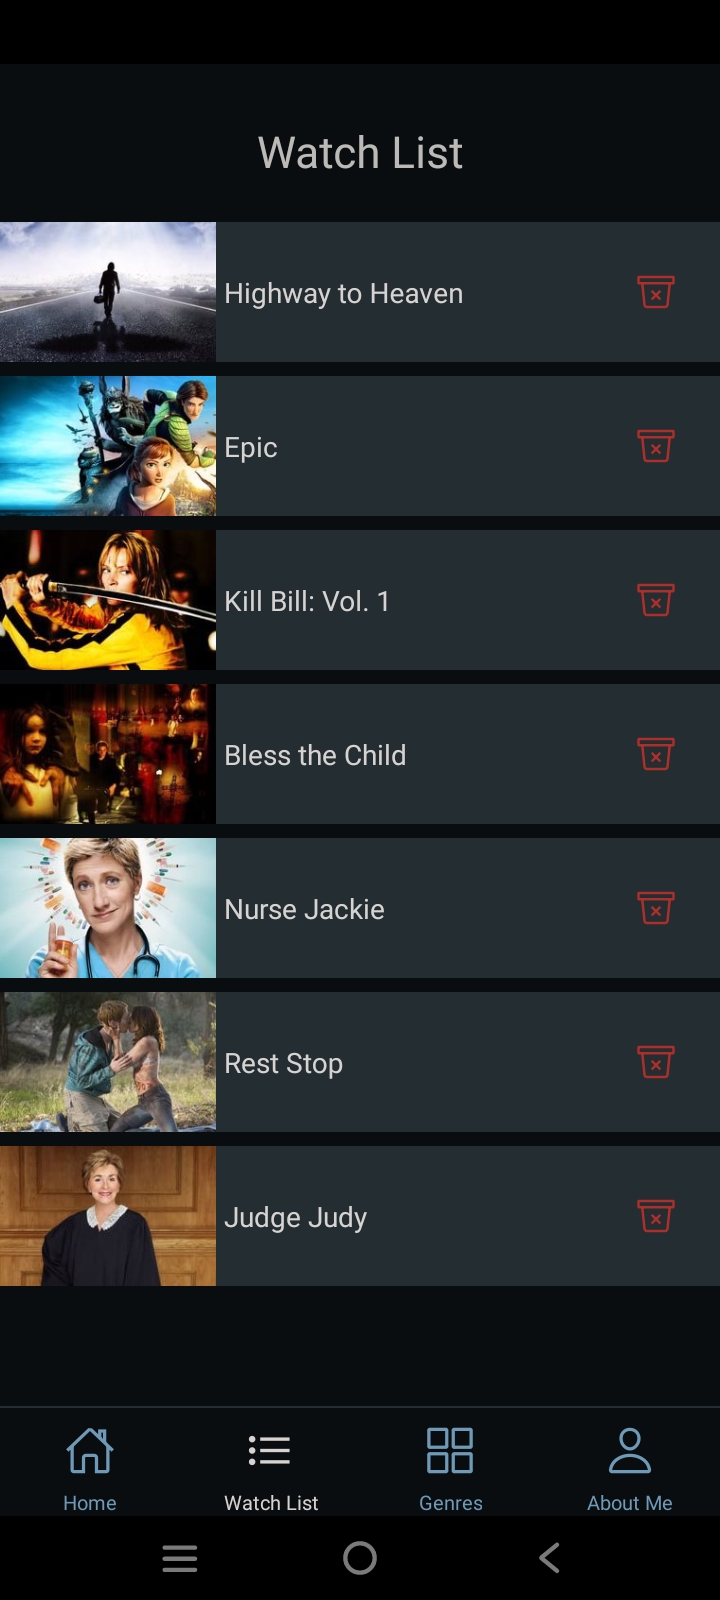 Watch List
Highway to Heaven
Epic
Kill Bill: Vol. 1
Bless the Child
Nurse Jackie
Rest Stop
Judge Judy
Home
Watch List
Genres
About Me